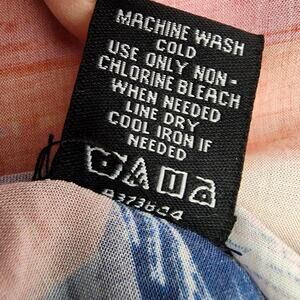 MACHINE WASH
COLD
USE ONLY NON-
CHLORINE BLEACH
WHEN NEEDED
LINE DRY
COOL IRON IF
NEEDED